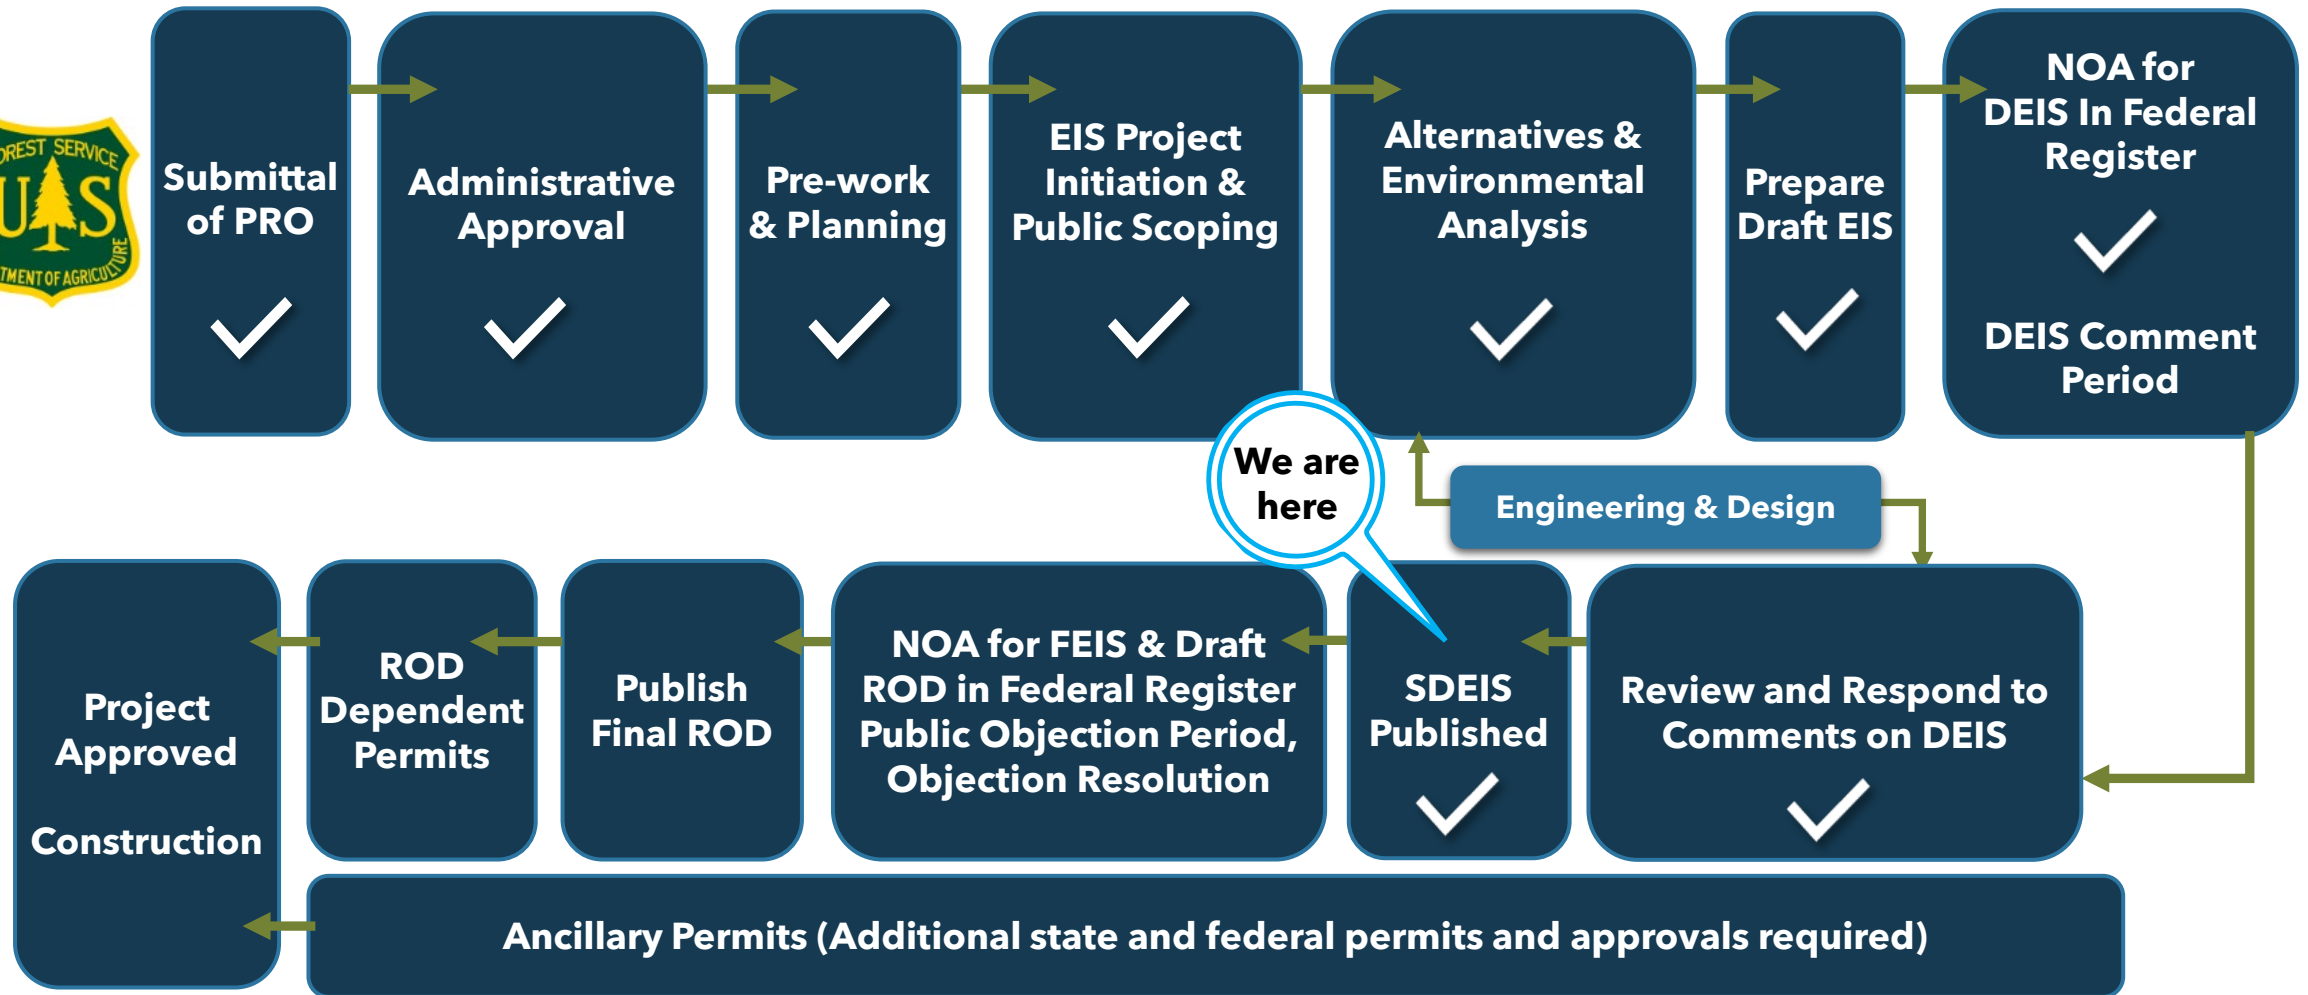 FOREST SERVICE
US
DEPARTMENT OF AGRICULTURE
Submittal
of PRO
Administrative
Approval
Pre-work
& Planning
EIS Project
Initiation &
Public Scoping
Alternatives &
Environmental
Analysis
Prepare
Draft EIS
NOA for
DEIS In Federal
Register
DEIS Comment
Period
We are
here
Engineering & Design
Project
Approved
Construction
ROD
Dependent
Permits
Publish
Final ROD
NOA for FEIS & Draft
ROD in Federal Register
Public Objection Period,
Objection Resolution
SDEIS
Published
Review and Respond to
Comments on DEIS
Ancillary Permits (Additional state and federal permits and approvals required)